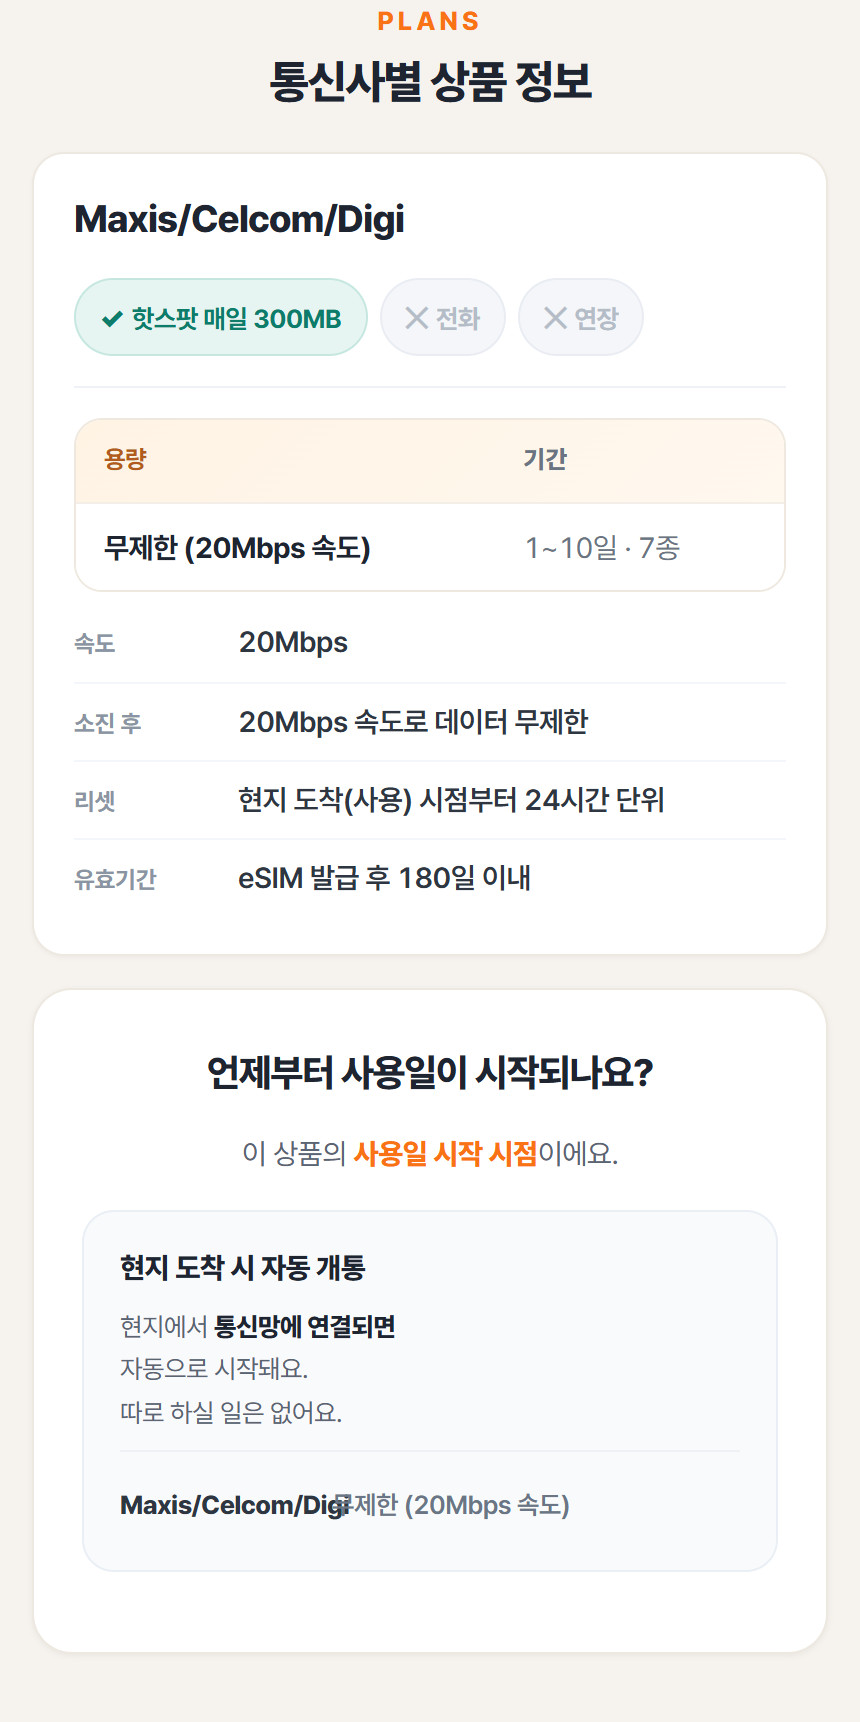 PLANS
통신사별 상품 정보
Maxis/Celcom/Digi
✓ 핫스팟 매일 300MB ✕ 전화 ✕ 연장
용량 기간
무제한 (20Mbps 속도) 1~10일 · 7종
속도 20Mbps
소진 후 20Mbps 속도로 데이터 무제한
리셋 현지 도착(사용) 시점부터 24시간 단위
유효기간 eSIM 발급 후 180일 이내
언제부터 사용일이 시작되나요?
이 상품의 사용일 시작 시점이에요.
현지 도착 시 자동 개통
현지에서 통신망에 연결되면
자동으로 시작돼요.
따로 하실 일은 없어요.
Maxis/Celcom/Digi 무제한 (20Mbps 속도)